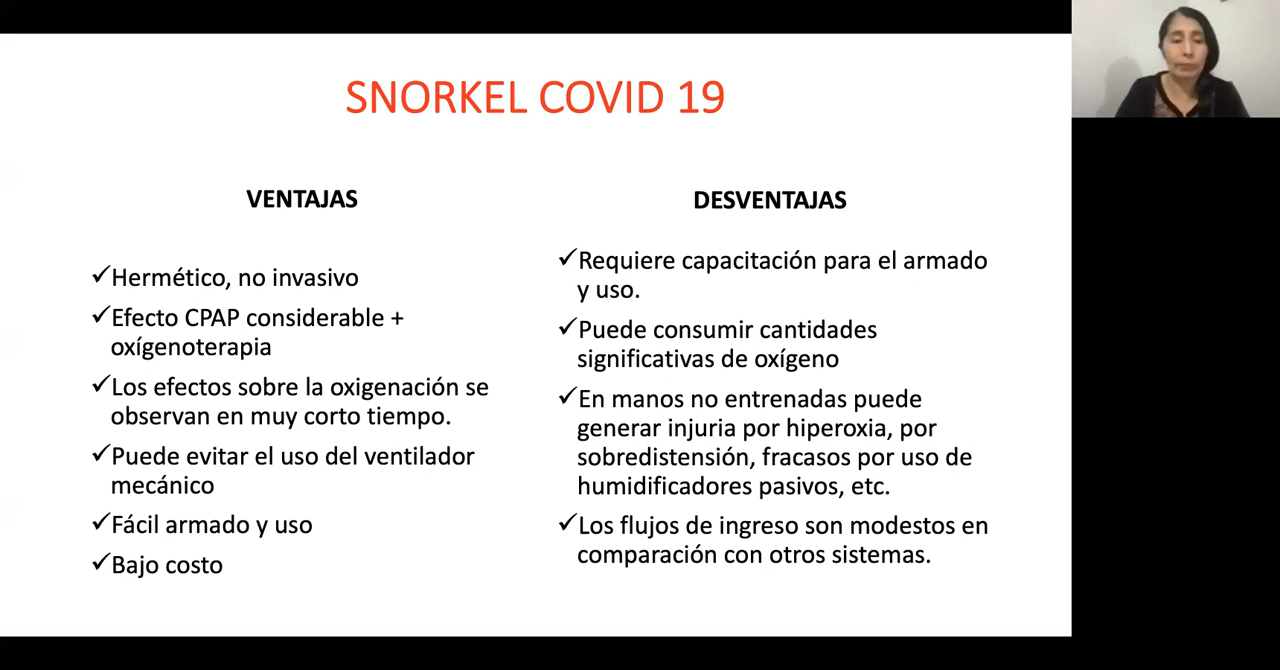 SNORKEL COVID 19
VENTAJAS
✓Hermético, no invasivo
✓Efecto CPAP considerable +
oxígenoterapia
✓Los efectos sobre la oxigenación se
observan en muy corto tiempo.
✓Puede evitar el uso del ventilador
mecánico
✓Fácil armado y uso
✓Bajo costo
DESVENTAJAS
✓Requiere capacitación para el armado
y uso.
✓Puede consumir cantidades
significativas de oxígeno
✓En manos no entrenadas puede
generar injuria por hiperoxia, por
sobredistensión, fracasos por uso de
humidificadores pasivos, etc.
✓Los flujos de ingreso son modestos en
comparación con otros sistemas.